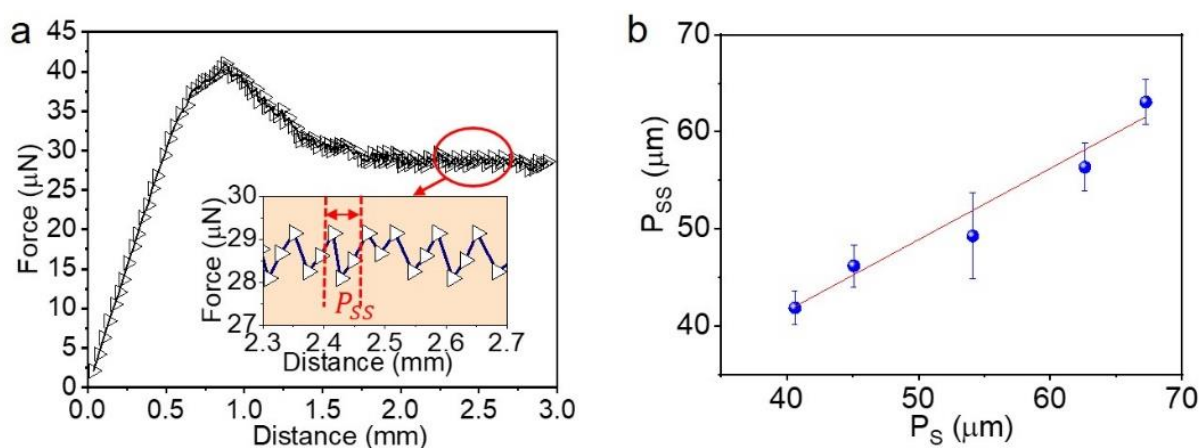 a
45
40
35
30
25
20
15
10
5
0
Force (μN)
0.0 0.5 1.0 1.5 2.0 2.5 3.0
Distance (mm)
30
29
28
27
Force (μN)
P_SS
2.3 2.4 2.5 2.6 2.7
Distance (mm)
b
70
60
50
40
P_SS (μm)
40 50 60 70
P_S (μm)